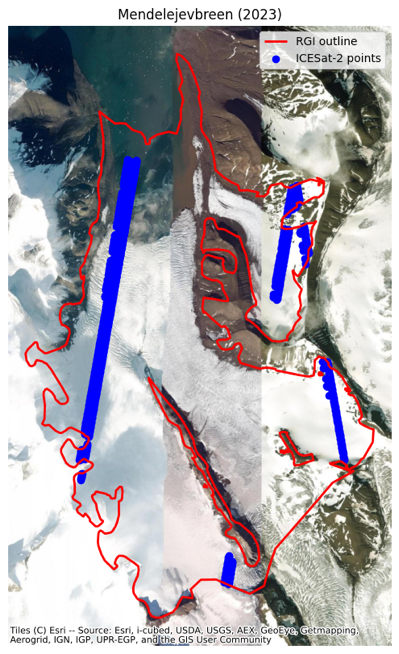 Mendelejevbreen (2023)
RGI outline
ICESat-2 points
Tiles (C) Esri -- Source: Esri, i-cubed, USDA, USGS, AEX, GeoEye, Getmapping,
Aerogrid, IGN, IGP, UPR-EGP, and the GIS User Community